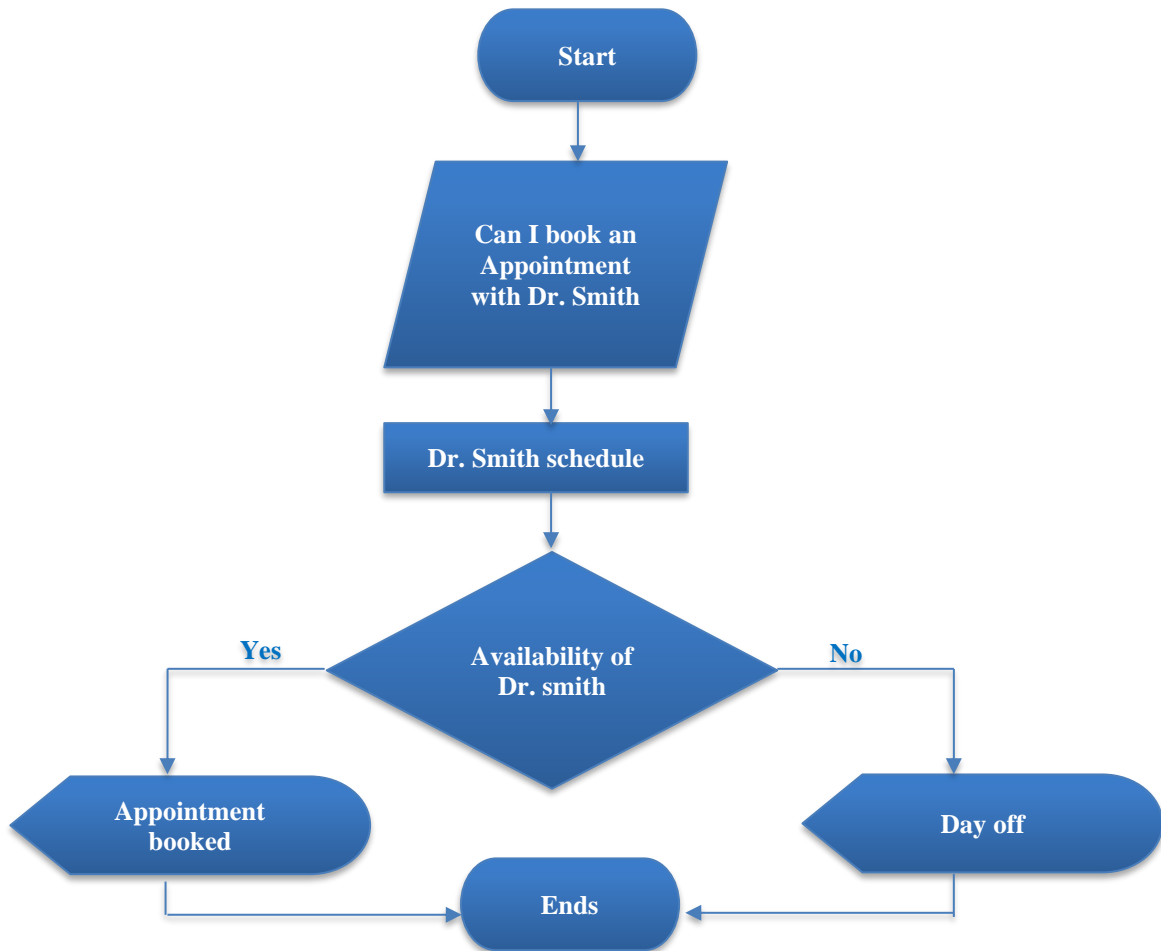 Start
Can I book an
Appointment
with Dr. Smith
Dr. Smith schedule
Yes
Availability of
Dr. smith
No
Appointment
booked
Day off
Ends